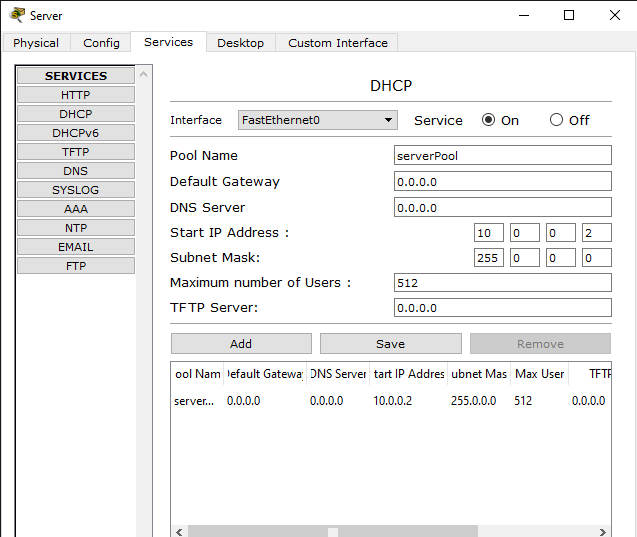 Server
Physical Config Services Desktop Custom Interface
SERVICES
HTTP
DHCP
DHCPv6
TFTP
DNS
SYSLOG
AAA
NTP
EMAIL
FTP
DHCP
Interface FastEthernet0 Service On Off
Pool Name serverPool
Default Gateway 0.0.0.0
DNS Server 0.0.0.0
Start IP Address : 10 0 0 2
Subnet Mask: 255 0 0 0
Maximum number of Users : 512
TFTP Server: 0.0.0.0
Add Save Remove
ool Nam efault Gateway DNS Server tart IP Addres ubnet Mas Max User TFTP
server... 0.0.0.0 0.0.0.0 10.0.0.2 255.0.0.0 512 0.0.0.0